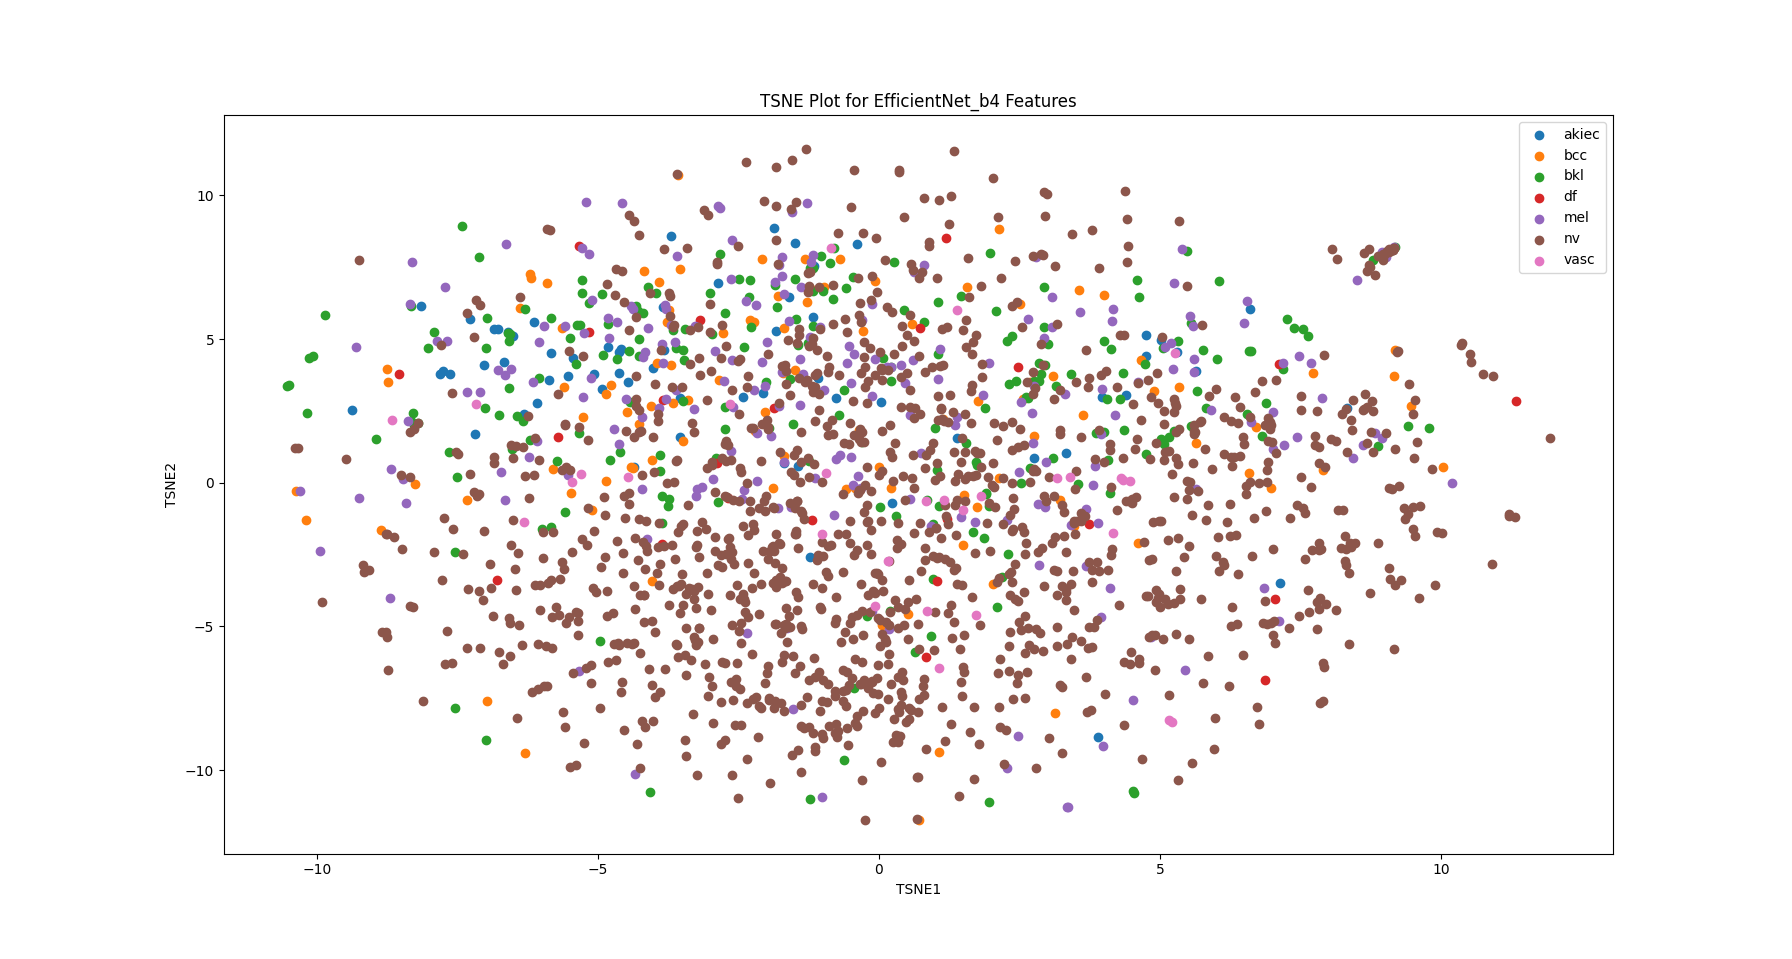 TSNE Plot for EfficientNet_b4 Features
akiec
bcc
bkl
df
mel
nv
vasc
TSNE2
10
5
0
−5
−10
−10
−5
0
5
10
TSNE1